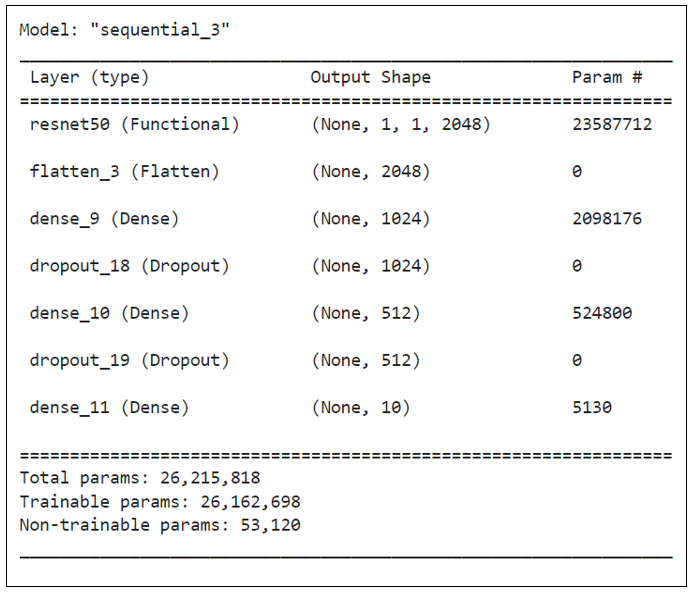 Model: "sequential_3"
Layer (type) Output Shape Param #
resnet50 (Functional) (None, 1, 1, 2048) 23587712
flatten_3 (Flatten) (None, 2048) 0
dense_9 (Dense) (None, 1024) 2098176
dropout_18 (Dropout) (None, 1024) 0
dense_10 (Dense) (None, 512) 524800
dropout_19 (Dropout) (None, 512) 0
dense_11 (Dense) (None, 10) 5130
Total params: 26,215,818
Trainable params: 26,162,698
Non-trainable params: 53,120